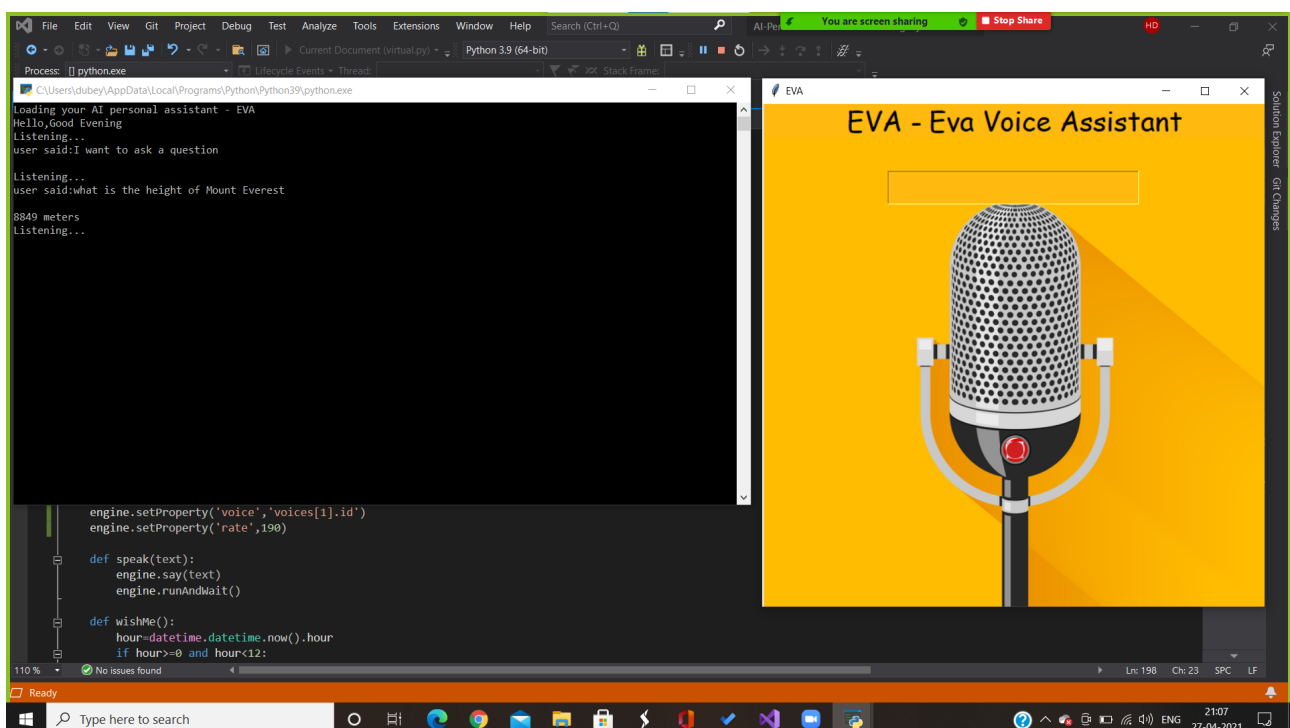 File Edit View Git Project Debug Test Analyze Tools Extensions Window Help Search (Ctrl+Q) AI-Per You are screen sharing Stop Share HD
Current Document (virtual.py) Python 3.9 (64-bit)
Process: [] python.exe Lifecycle Events Thread: Stack Frame:
C:\Users\dubey\AppData\Local\Programs\Python\Python39\python.exe
Loading your AI personal assistant - EVA
Hello,Good Evening
Listening...
user said:I want to ask a question
Listening...
user said:what is the height of Mount Everest
8849 meters
Listening...
EVA
EVA - Eva Voice Assistant
Solution Explorer
Git Changes
engine.setProperty('voice','voices[1].id')
engine.setProperty('rate',190)
def speak(text):
engine.say(text)
engine.runAndWait()
def wishMe():
hour=datetime.datetime.now().hour
if hour>=0 and hour<12:
110 % No issues found Ln: 198 Ch: 23 SPC LF
Ready
Type here to search ENG 21:07
27-04-2021